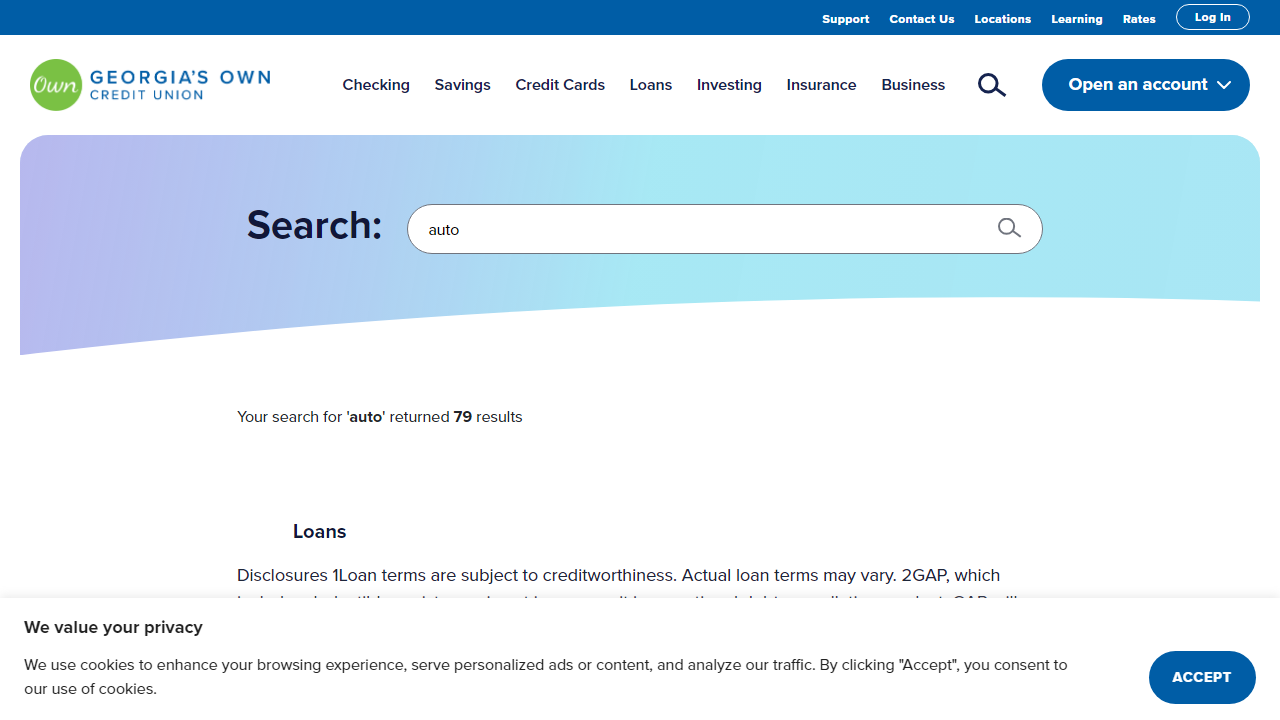 Support Contact Us Locations Learning Rates Log In
Own GEORGIA'S OWN
CREDIT UNION
Checking Savings Credit Cards Loans Investing Insurance Business Open an account
Search: auto
Your search for 'auto' returned 79 results
Loans
Disclosures 1Loan terms are subject to creditworthiness. Actual loan terms may vary. 2GAP, which
We value your privacy
We use cookies to enhance your browsing experience, serve personalized ads or content, and analyze our traffic. By clicking "Accept", you consent to
our use of cookies.
ACCEPT